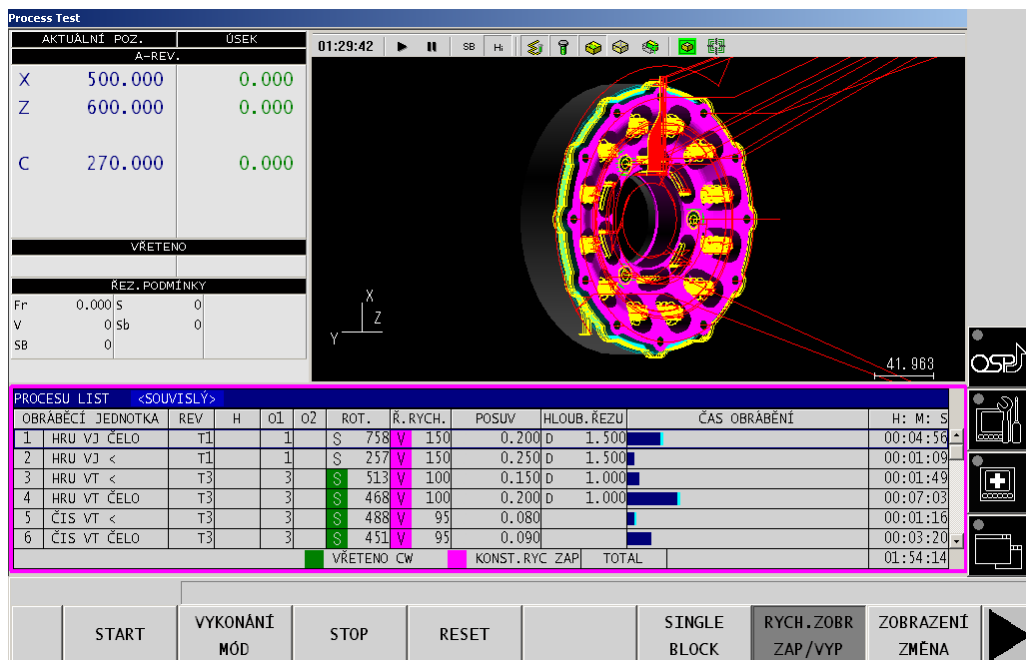 Process Test
AKTUÁLNÍ POZ. ÚSEK
A-REV.
X 500.000 0.000
Z 600.000 0.000
C 270.000 0.000
VŘETENO
ŘEZ.PODMÍNKY
Fr 0.000 S 0
V 0 Sb 0
SB 0
01:29:42 SB H:
X
Z
Y
41.963
OSP
PROCESU LIST <SOUVISLÝ>
OBRÁBĚCÍ JEDNOTKA REV H O1 O2 ROT. Ř.RYCH. POSUV HLOUB.ŘEZU ČAS OBRÁBĚNÍ H: M: S
1 HRU VJ ČELO T1 1 S 758 V 150 0.200 D 1.500 00:04:56
2 HRU VJ < T1 1 S 257 V 150 0.250 D 1.500 00:01:09
3 HRU VT < T3 3 S 513 V 100 0.150 D 1.000 00:01:49
4 HRU VT ČELO T3 3 S 468 V 100 0.200 D 1.000 00:07:03
5 ČIS VT < T3 3 S 488 V 95 0.080 00:01:16
6 ČIS VT ČELO T3 3 S 451 V 95 0.090 00:03:20
VŘETENO CW KONST.RYC ZAP TOTAL 01:54:14
START
VYKONÁNÍ
MÓD
STOP
RESET
SINGLE
BLOCK
RYCH.ZOBR
ZAP/VYP
ZOBRAZENÍ
ZMĚNA